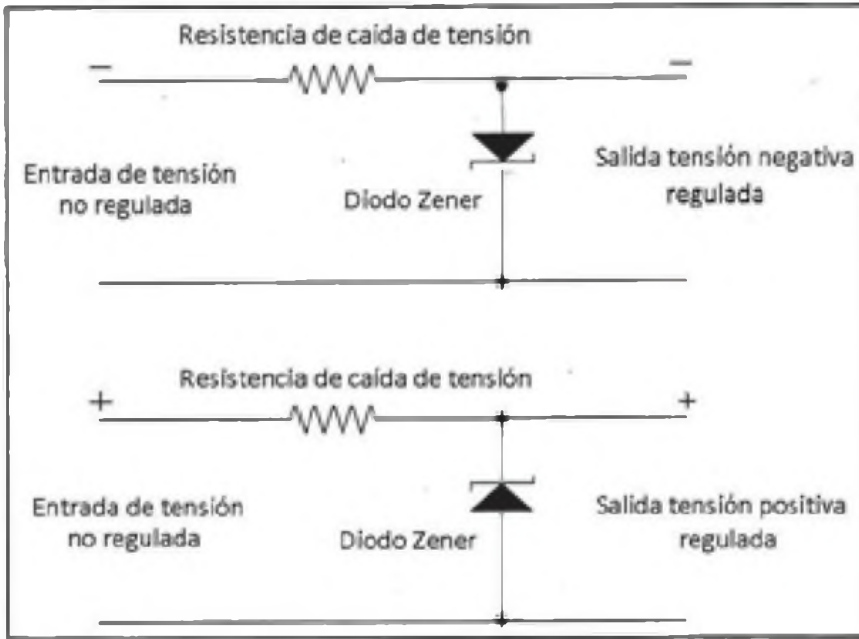 Resistencia de caida de tensión
− −
Entrada de tensión
no regulada
Diodo Zener
Salida tensión negativa
regulada
Resistencia de caída de tensión
+ +
Entrada de tensión
no regulada
Diodo Zener
Salida tensión positiva
regulada